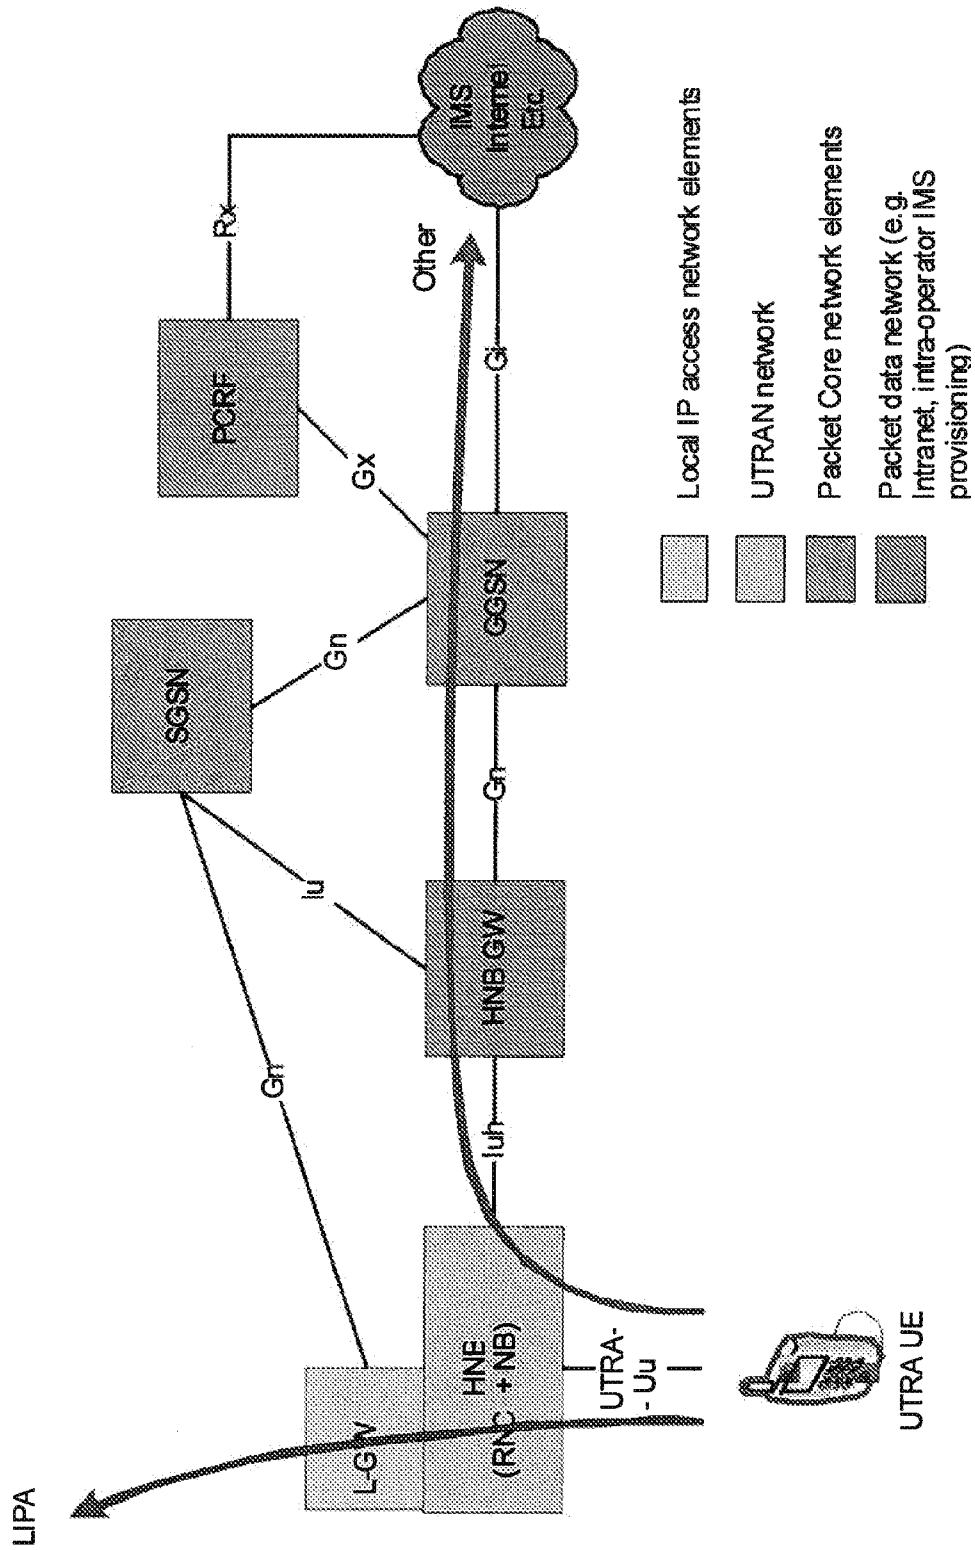 LIPA
L-GW
HNE
(RNC + NB)
UTRA-
- Uu
UTRA UE
Gn
Iuh
HNB GW
Iu
SGSN
Gn
Gn
GGSN
Gx
PCRF
Rx
Gi
Other
IMS
Internet
Etc.
Local IP access network elements
UTRAN network
Packet Core network elements
Packet data network (e.g.
Intranet, intra-operator IMS
provisioning)